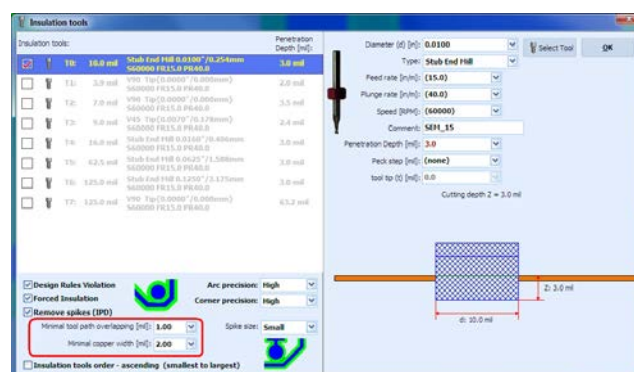 Insulation tools
Insulation tools:
Penetration
Depth [mil]:
T0: 10.0 mil Stub End Mill 0.0100"/0.254mm 3.0 mil
S60000 FR15.0 PR40.0
T1: 3.9 mil V90 Tip(0.0000"/0.000mm) 2.0 mil
S60000 FR15.0 PR40.0
T2: 7.0 mil V90 Tip(0.0000"/0.000mm) 3.5 mil
S60000 FR15.0 PR40.0
T3: 9.0 mil V45 Tip(0.0070"/0.178mm) 2.4 mil
S60000 FR15.0 PR40.0
T4: 16.0 mil Stub End Mill 0.0160"/0.406mm 3.0 mil
S60000 FR15.0 PR40.0
T5: 62.5 mil Stub End Mill 0.0625"/1.588mm 3.0 mil
S60000 FR15.0 PR40.0
T6: 125.0 mil Stub End Mill 0.1250"/3.175mm 3.0 mil
S60000 FR15.0 PR40.0
T7: 125.0 mil V90 Tip(0.0000"/0.000mm) 63.2 mil
S60000 FR15.0 PR40.0
Design Rules Violation
Forced Insulation
Remove spikes (IPD)
Arc precision: High
Corner precision: High
Minimal tool path overlapping [mil]: 1.00
Spike size: Small
Minimal copper width [mil]: 2.00
Insulation tools order - ascending (smallest to largest)
Diameter (d) [in]: 0.0100
Select Tool
OK
Type: Stub End Mill
Feed rate [in/m]: (15.0)
Plunge rate [in/m]: (40.0)
Speed [RPM]: (60000)
Comment: SEM_15
Penetration Depth [mil]: 3.0
Peck step [mil]: (none)
tool tip (t) [mil]: 0.0
Cutting depth Z = 3.0 mil
Z: 3.0 mil
d: 10.0 mil